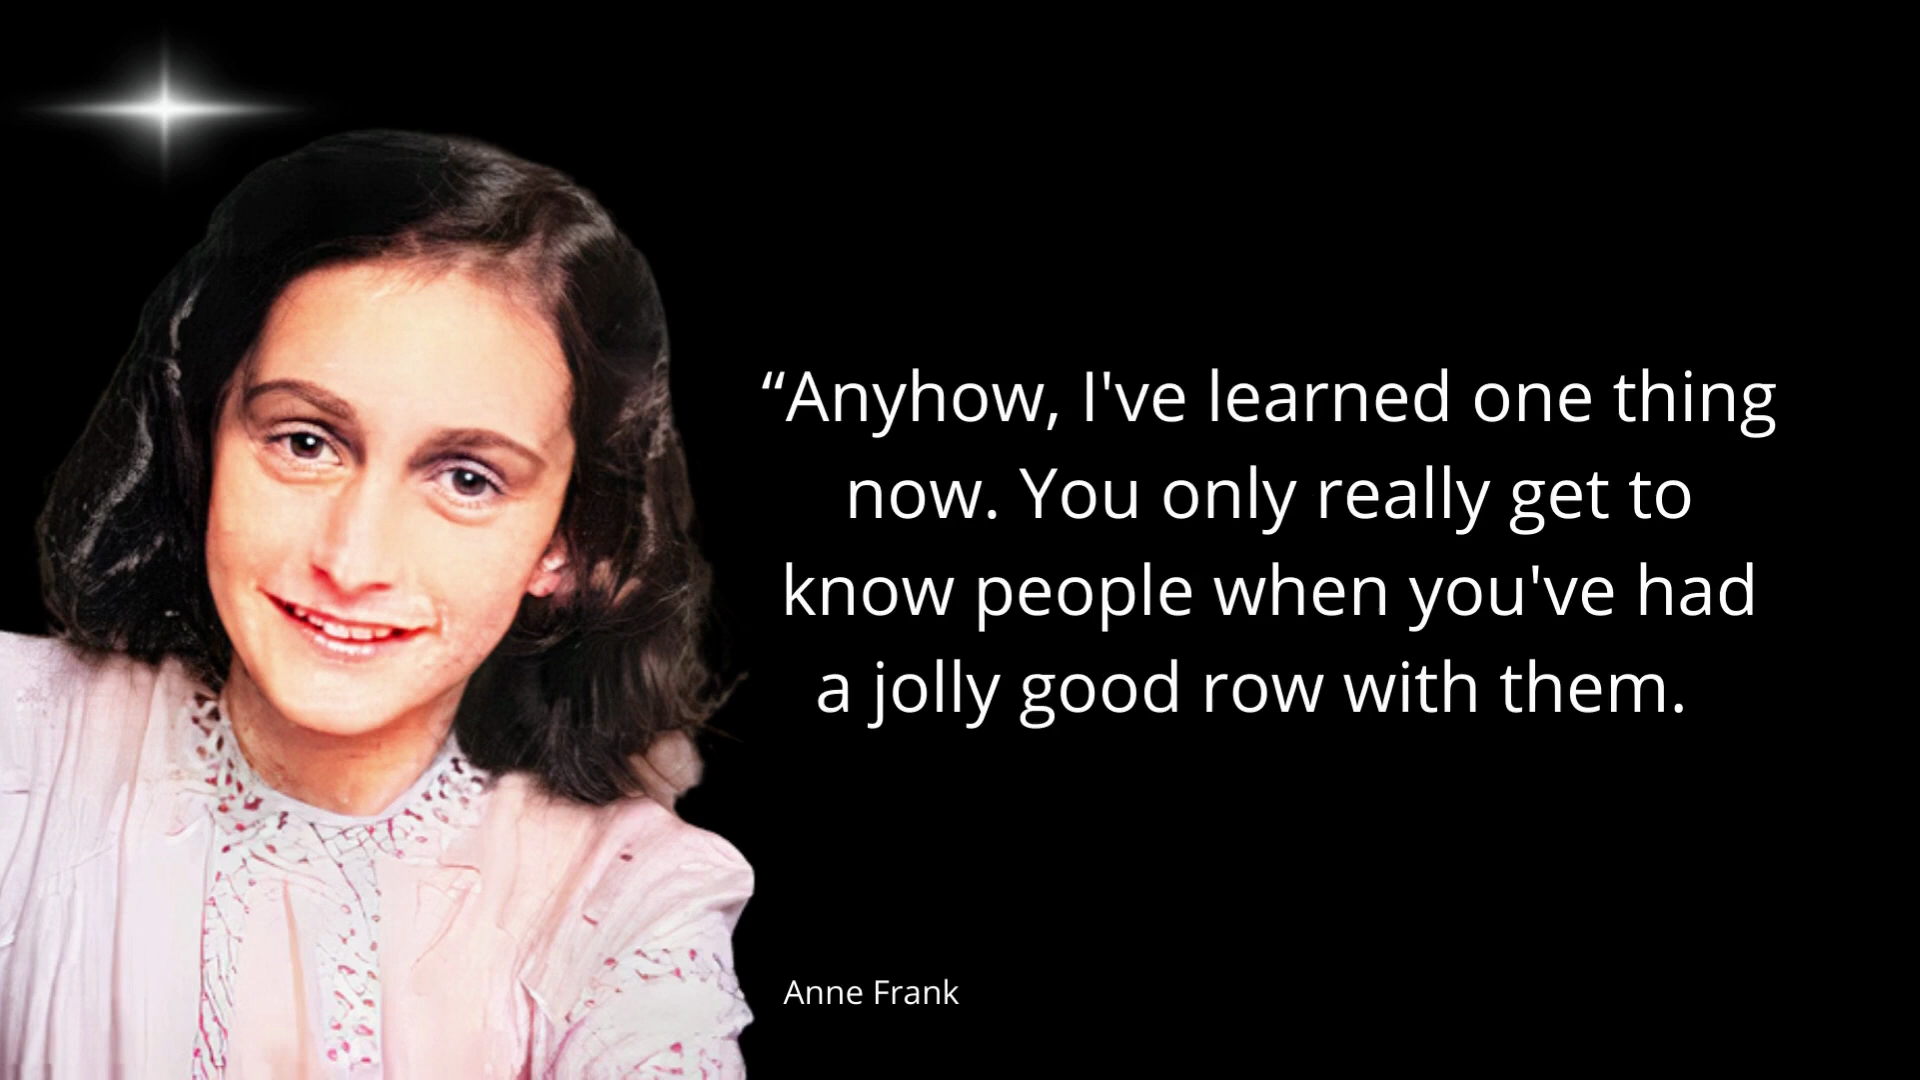 “Anyhow, I've learned one thing
now. You only really get to
know people when you've had
a jolly good row with them.
Anne Frank